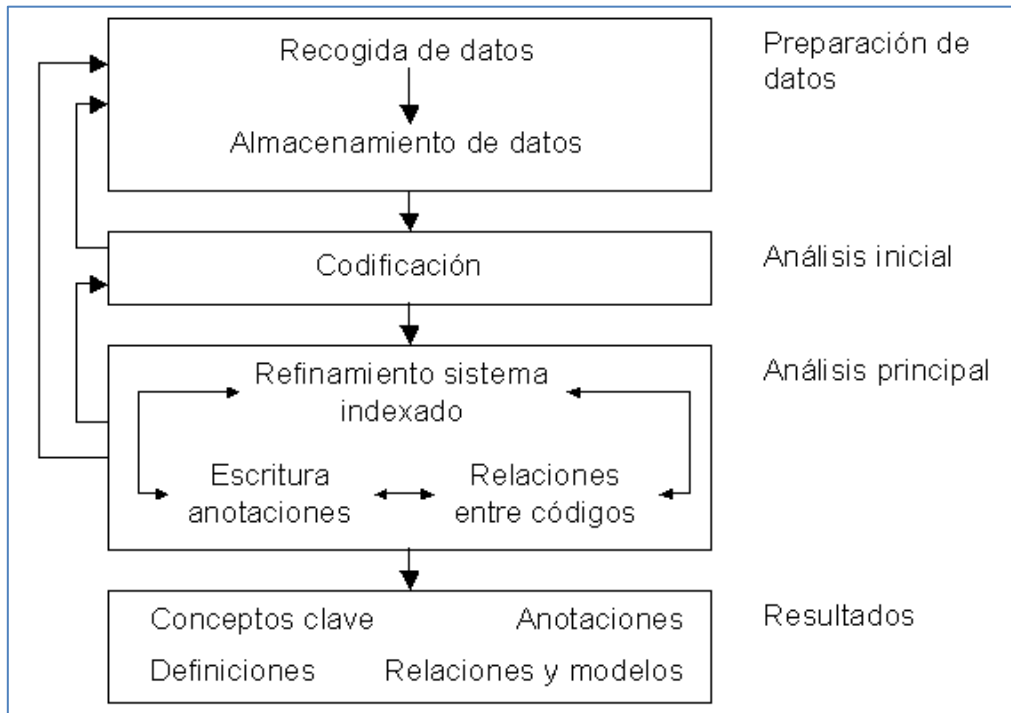 Recogida de datos
Preparación de
datos
Almacenamiento de datos
Codificación
Análisis inicial
Refinamiento sistema
indexado
Análisis principal
Escritura
anotaciones
Relaciones
entre códigos
Conceptos clave
Anotaciones
Resultados
Definiciones
Relaciones y modelos